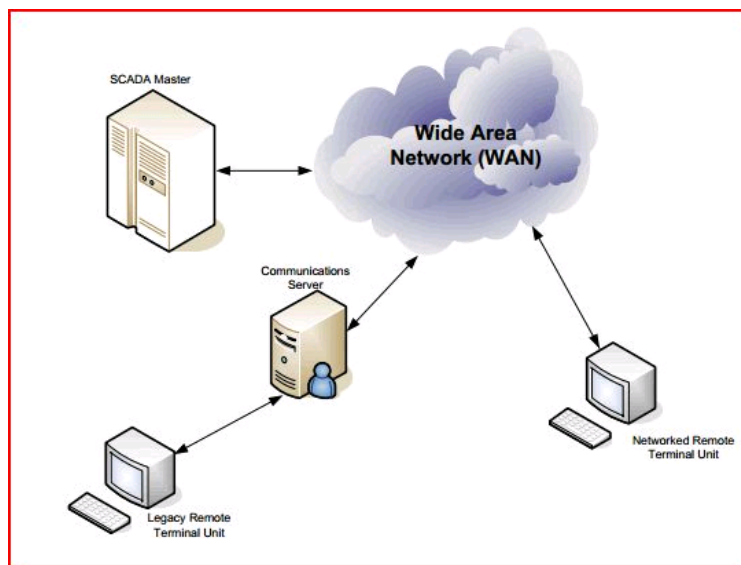 SCADA Master
Wide Area
Network (WAN)
Communications
Server
Networked Remote
Terminal Unit
Legacy Remote
Terminal Unit